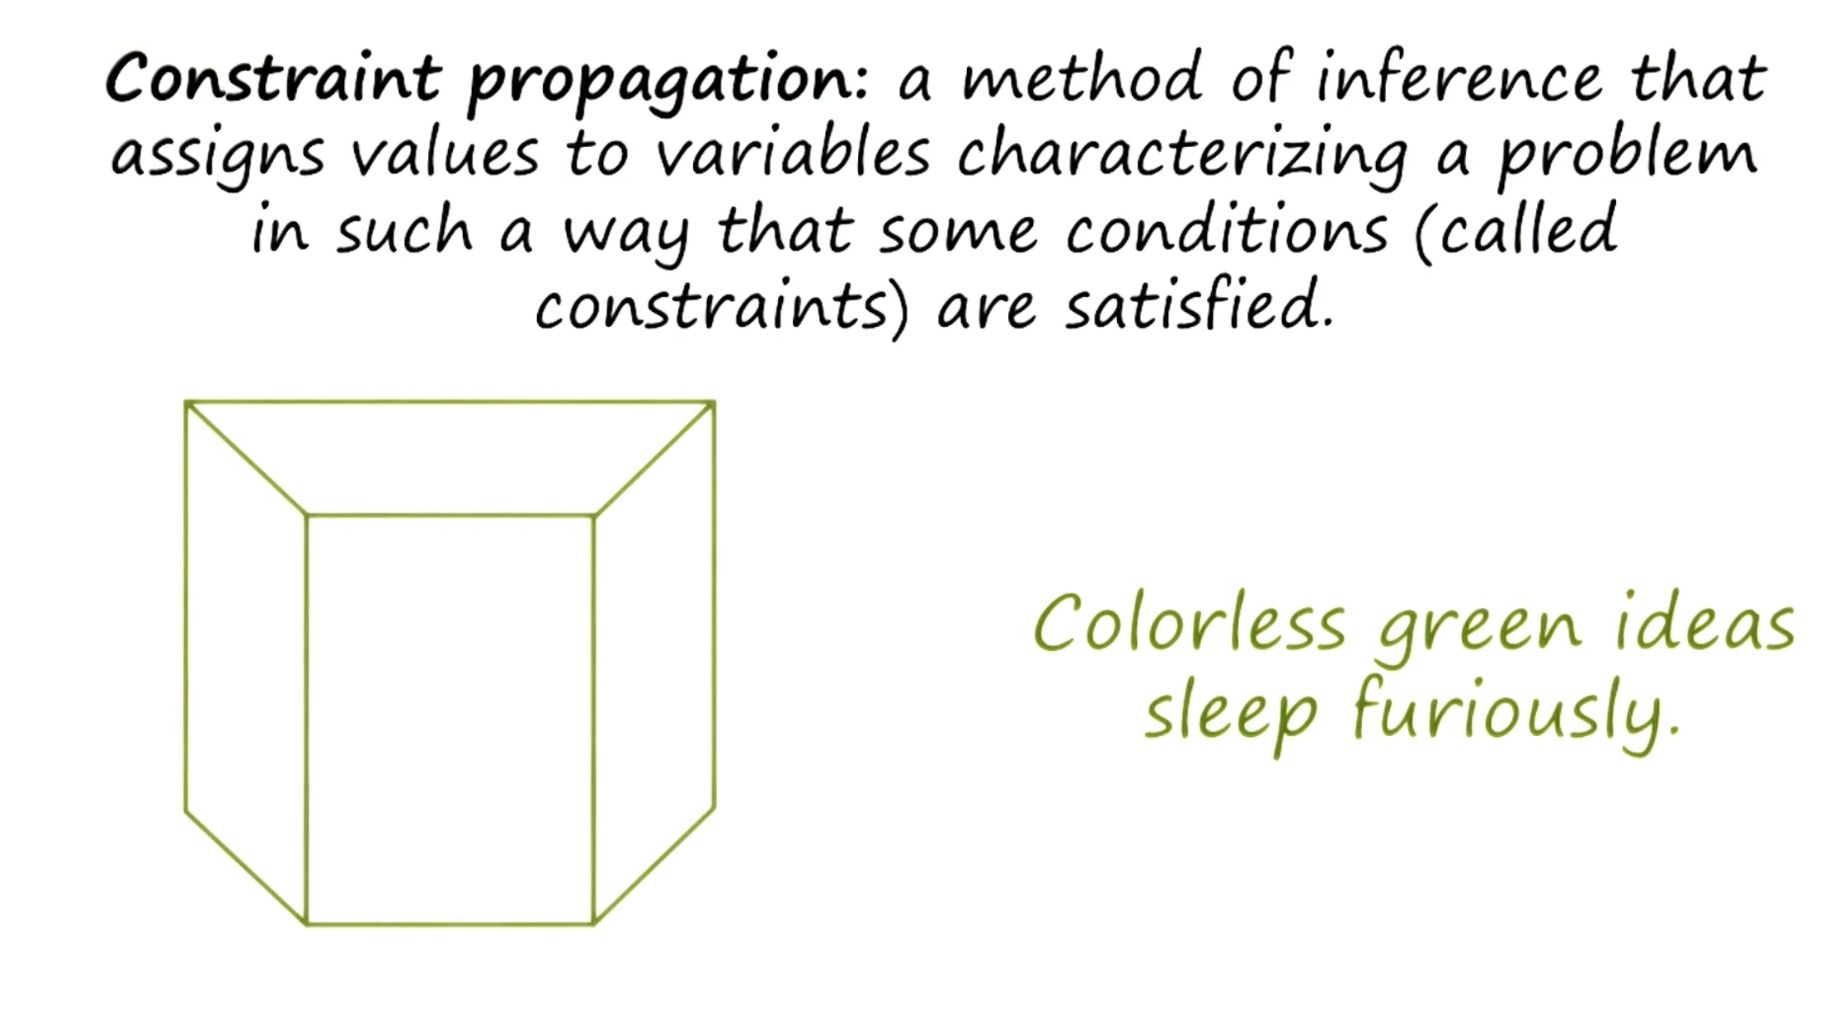 Constraint propagation: a method of inference that
assigns values to variables characterizing a problem
in such a way that some conditions (called
constraints) are satisfied.
Colorless green ideas
sleep furiously.